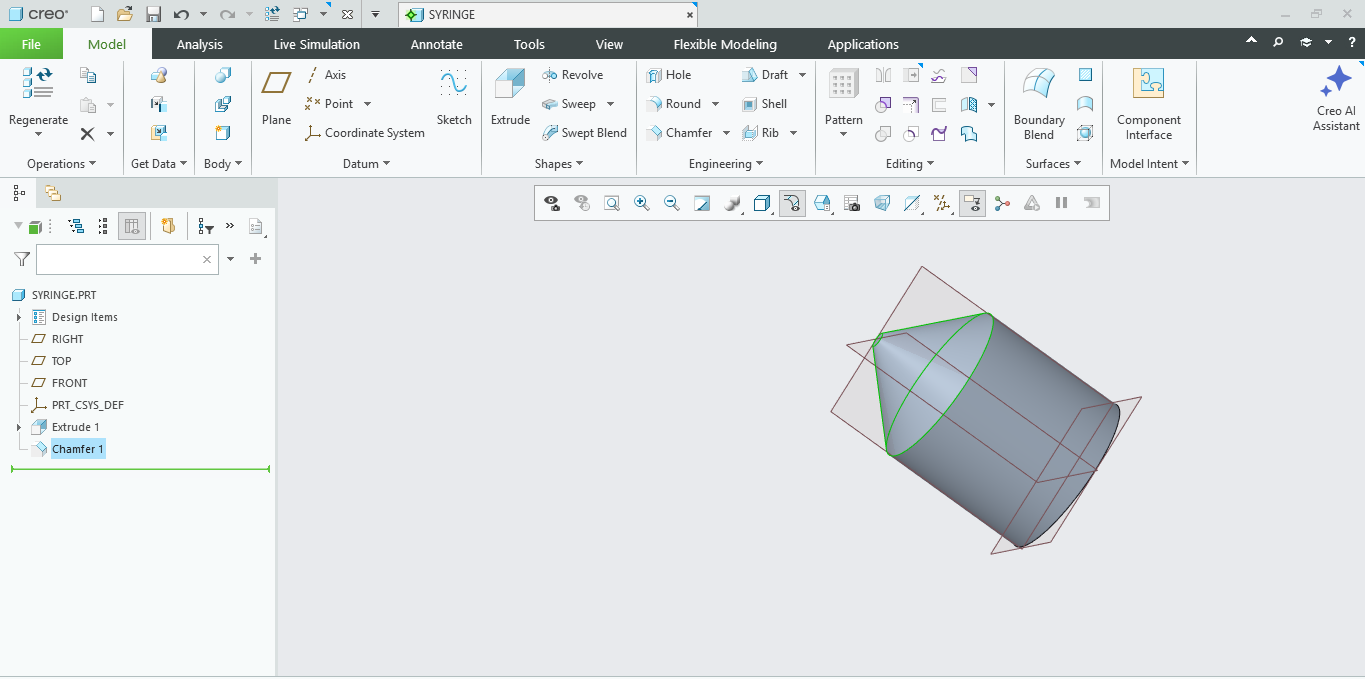 creo°
SYRINGE
File
Model
Analysis
Live Simulation
Annotate
Tools
View
Flexible Modeling
Applications
Regenerate
Operations
Get Data
Body
Plane
Axis
Point
Coordinate System
Sketch
Datum
Extrude
Revolve
Sweep
Swept Blend
Shapes
Hole
Round
Chamfer
Draft
Shell
Rib
Engineering
Pattern
Editing
Boundary
Blend
Surfaces
Component
Interface
Model Intent
Creo AI
Assistant
SYRINGE.PRT
Design Items
RIGHT
TOP
FRONT
PRT_CSYS_DEF
Extrude 1
Chamfer 1